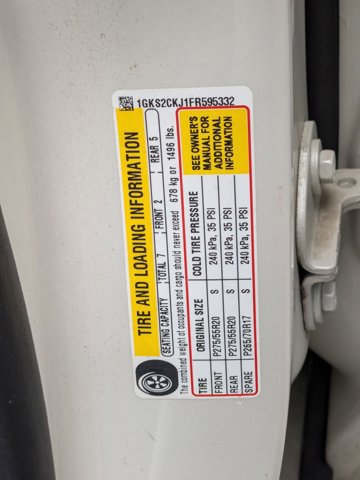 1GKS2CKJ1FR595332
TIRE AND LOADING INFORMATION
SEATING CAPACITY TOTAL 7 FRONT 2 REAR 5
The combined weight of occupants and cargo should never exceed 678 kg or 1496 lbs.
TIRE ORIGINAL SIZE COLD TIRE PRESSURE
FRONT P275/55R20 S 240 kPa, 35 PSI
REAR P275/55R20 S 240 kPa, 35 PSI
SPARE P265/70R17 S 240 kPa, 35 PSI
SEE OWNER'S
MANUAL FOR
ADDITIONAL
INFORMATION